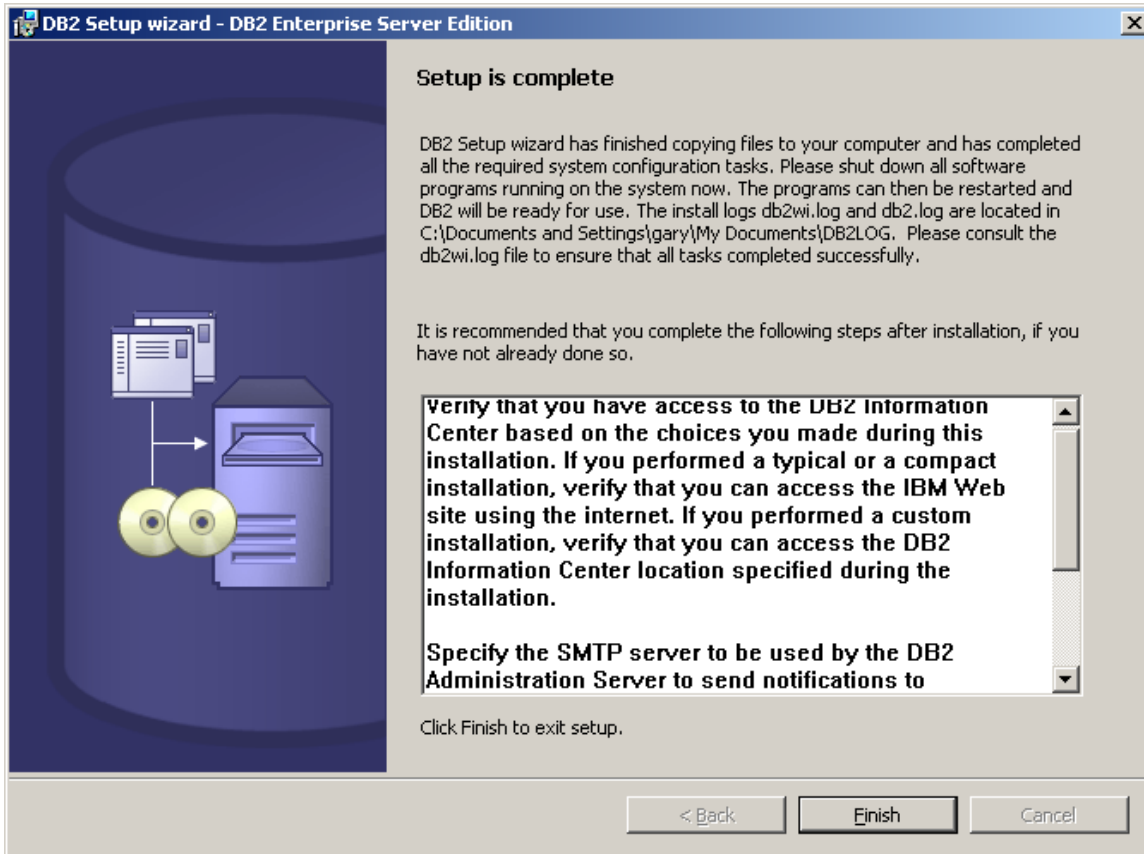 DB2 Setup wizard - DB2 Enterprise Server Edition
Setup is complete
DB2 Setup wizard has finished copying files to your computer and has completed
all the required system configuration tasks. Please shut down all software
programs running on the system now. The programs can then be restarted and
DB2 will be ready for use. The install logs db2wi.log and db2.log are located in
C:\Documents and Settings\gary\My Documents\DB2LOG. Please consult the
db2wi.log file to ensure that all tasks completed successfully.
It is recommended that you complete the following steps after installation, if you
have not already done so.
Verify that you have access to the DB2 Information
Center based on the choices you made during this
installation. If you performed a typical or a compact
installation, verify that you can access the IBM Web
site using the internet. If you performed a custom
installation, verify that you can access the DB2
Information Center location specified during the
installation.
Specify the SMTP server to be used by the DB2
Administration Server to send notifications to
Click Finish to exit setup.
< Back
Finish
Cancel